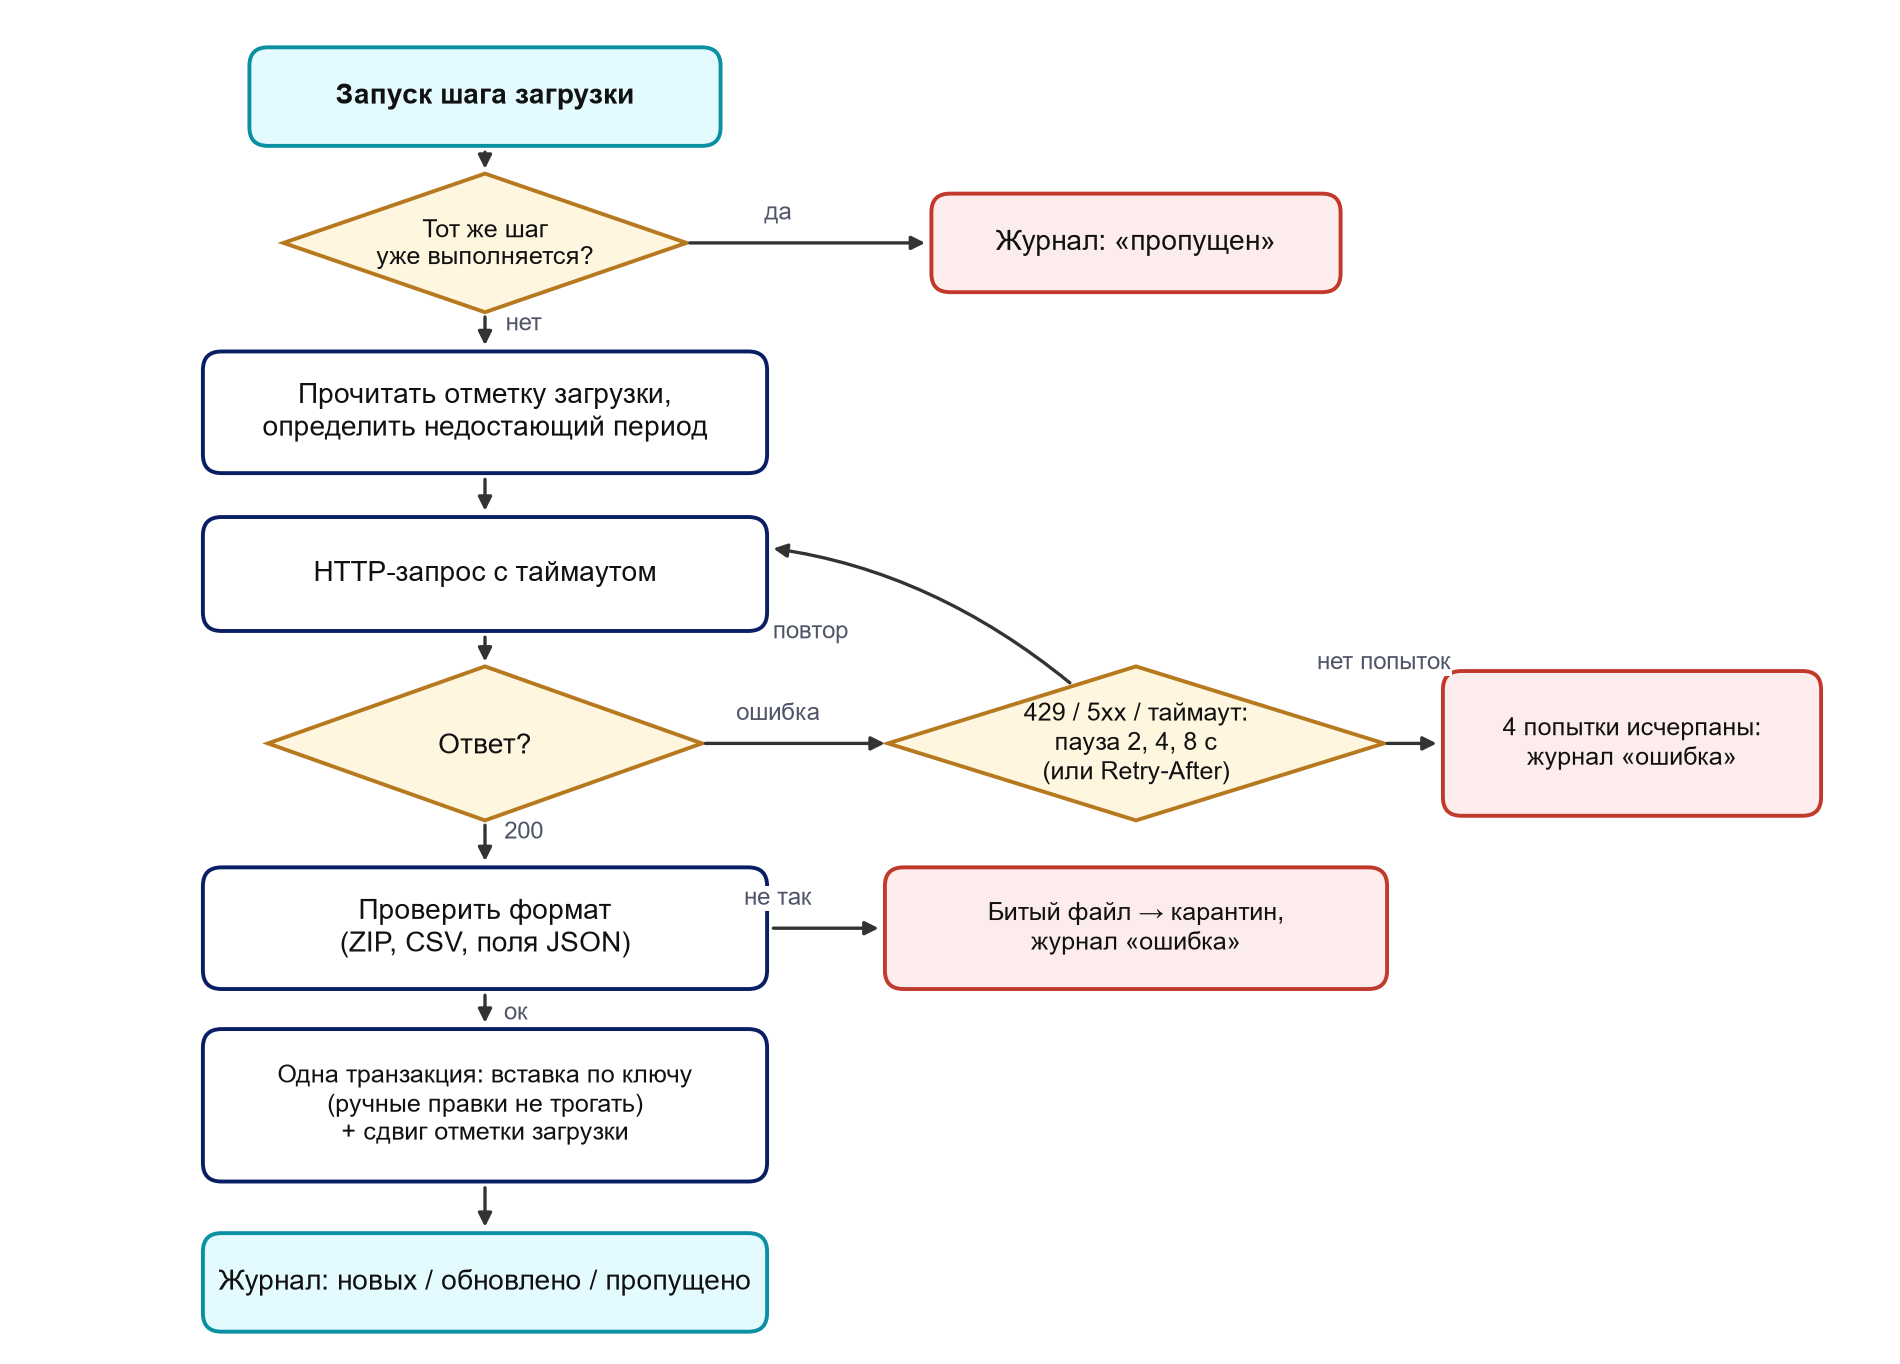 Запуск шага загрузки
Тот же шаг
уже выполняется?
да
Журнал: «пропущен»
нет
Прочитать отметку загрузки,
определить недостающий период
HTTP-запрос с таймаутом
повтор
Ответ?
ошибка
429 / 5xx / таймаут:
пауза 2, 4, 8 с
(или Retry-After)
нет попыток
4 попытки исчерпаны:
журнал «ошибка»
200
Проверить формат
(ZIP, CSV, поля JSON)
не так
Битый файл → карантин,
журнал «ошибка»
ок
Одна транзакция: вставка по ключу
(ручные правки не трогать)
+ сдвиг отметки загрузки
Журнал: новых / обновлено / пропущено